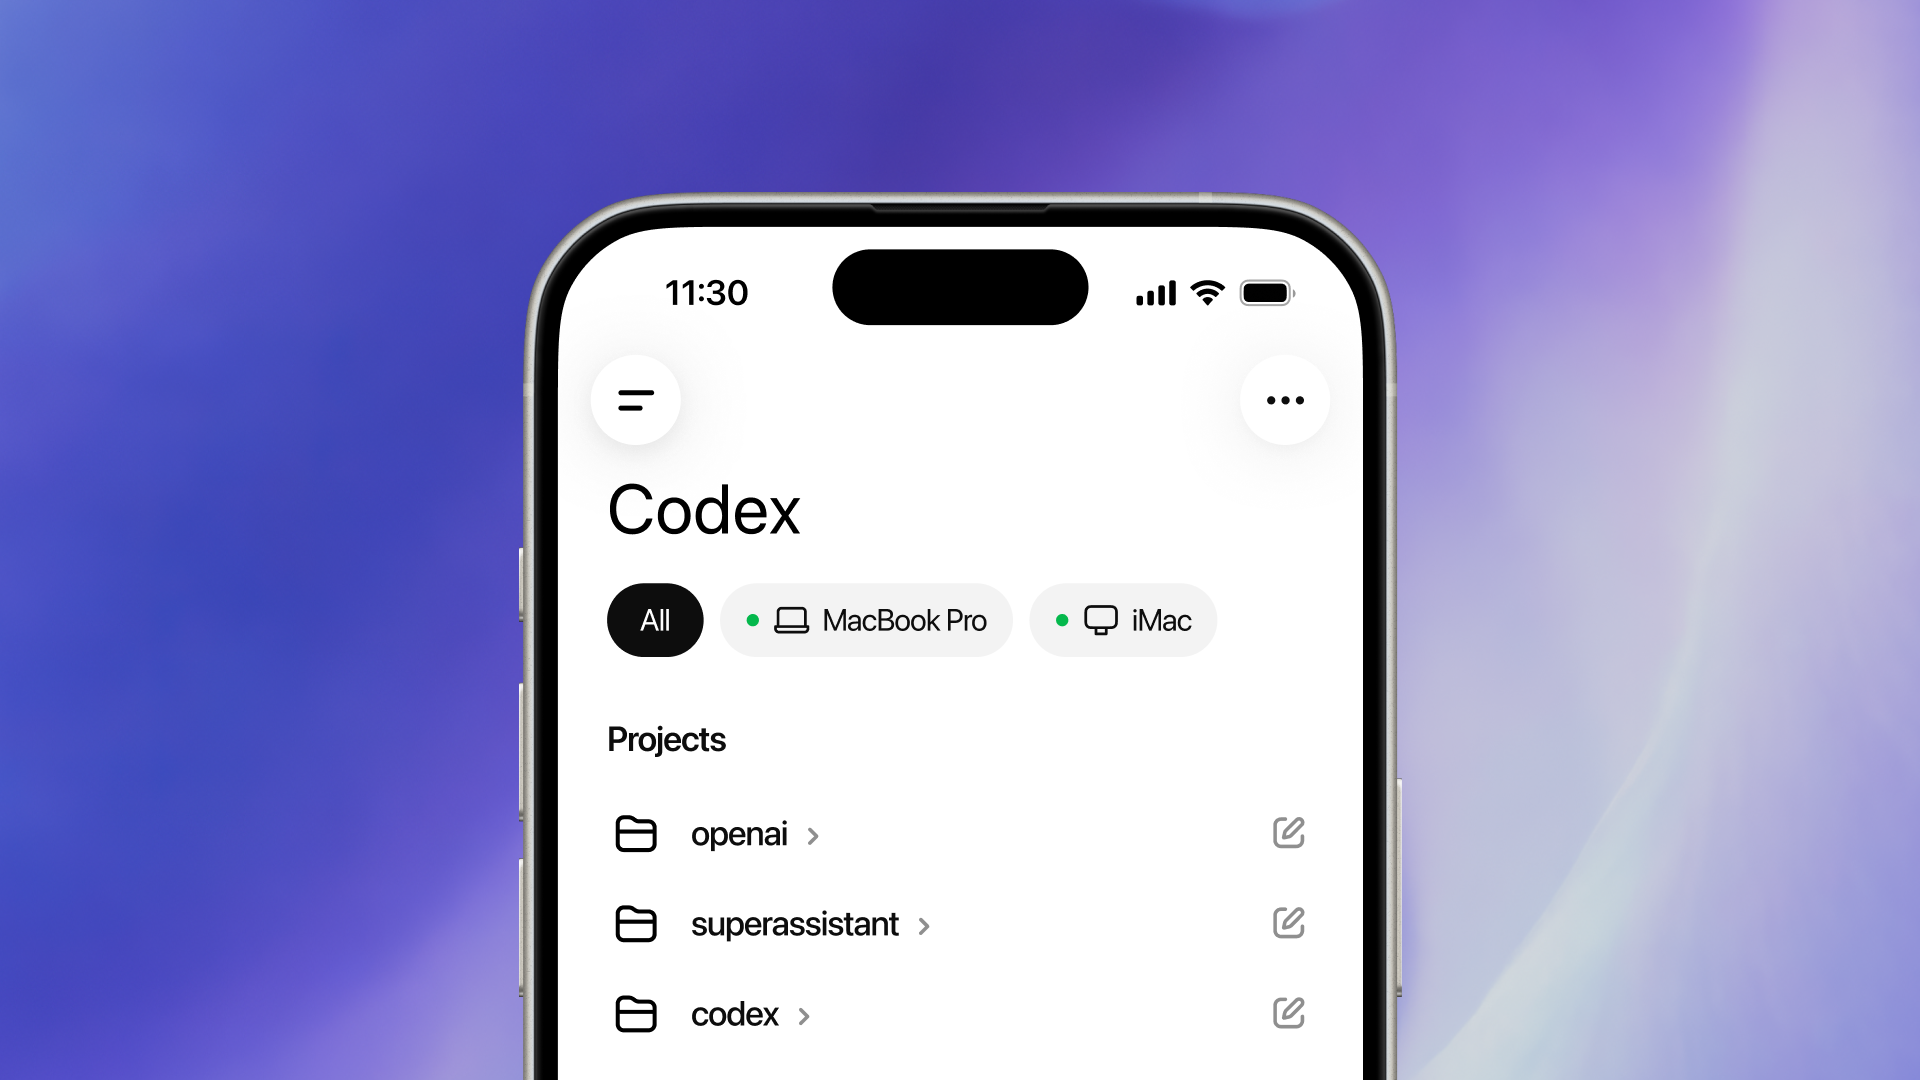 11:30
Codex
All
MacBook Pro
iMac
Projects
openai
superassistant
codex